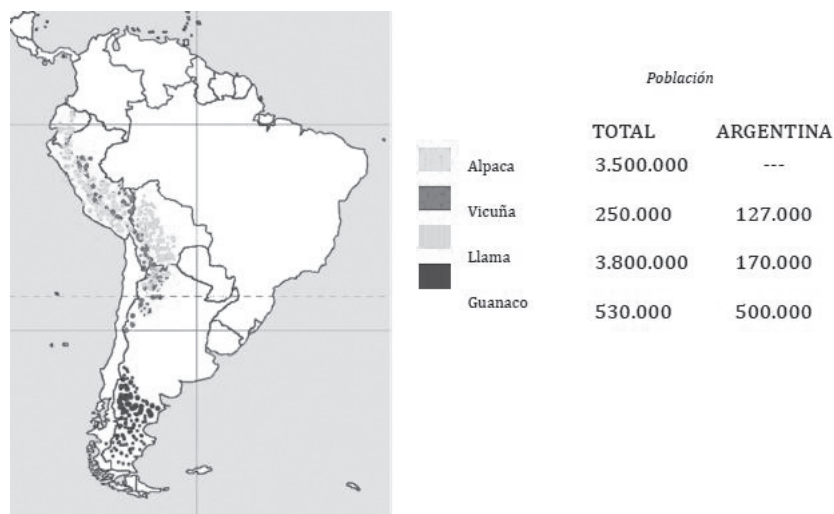 Población
TOTAL ARGENTINA
Alpaca 3.500.000 ---
Vicuña 250.000 127.000
Llama 3.800.000 170.000
Guanaco 530.000 500.000